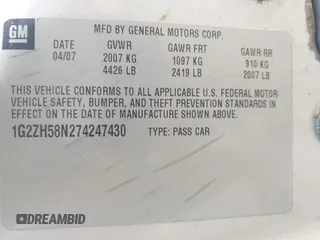 GM
MFD BY GENERAL MOTORS CORP.
DATE GVWR GAWR FRT GAWR RR
04/07 2007 KG 1097 KG 910 KG
4426 LB 2419 LB 2007 LB
THIS VEHICLE CONFORMS TO ALL APPLICABLE U.S. FEDERAL MOTOR
VEHICLE SAFETY, BUMPER, AND THEFT PREVENTION STANDARDS
IN EFFECT ON THE DATE OF MANUFACTURE SHOWN ABOVE.
1G2ZH58N274247430 TYPE: PASS CAR